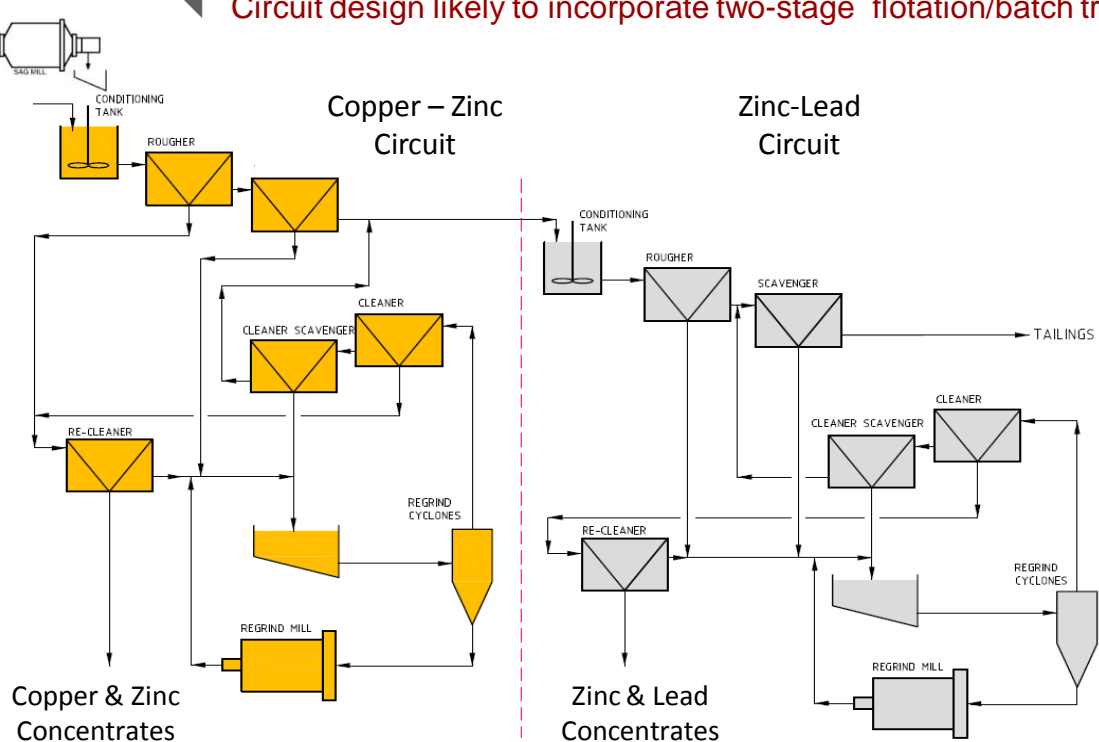 Circuit design likely to incorporate two-stage flotation/batch
SAG MILL
CONDITIONING
TANK
ROUGHER
Copper – Zinc
Circuit
CLEANER
CLEANER SCAVENGER
RE-CLEANER
REGRIND
CYCLONES
REGRIND MILL
Copper & Zinc
Concentrates
Zinc-Lead
Circuit
CONDITIONING
TANK
ROUGHER
SCAVENGER
TAILINGS
CLEANER
CLEANER SCAVENGER
RE-CLEANER
REGRIND
CYCLONES
REGRIND MILL
Zinc & Lead
Concentrates